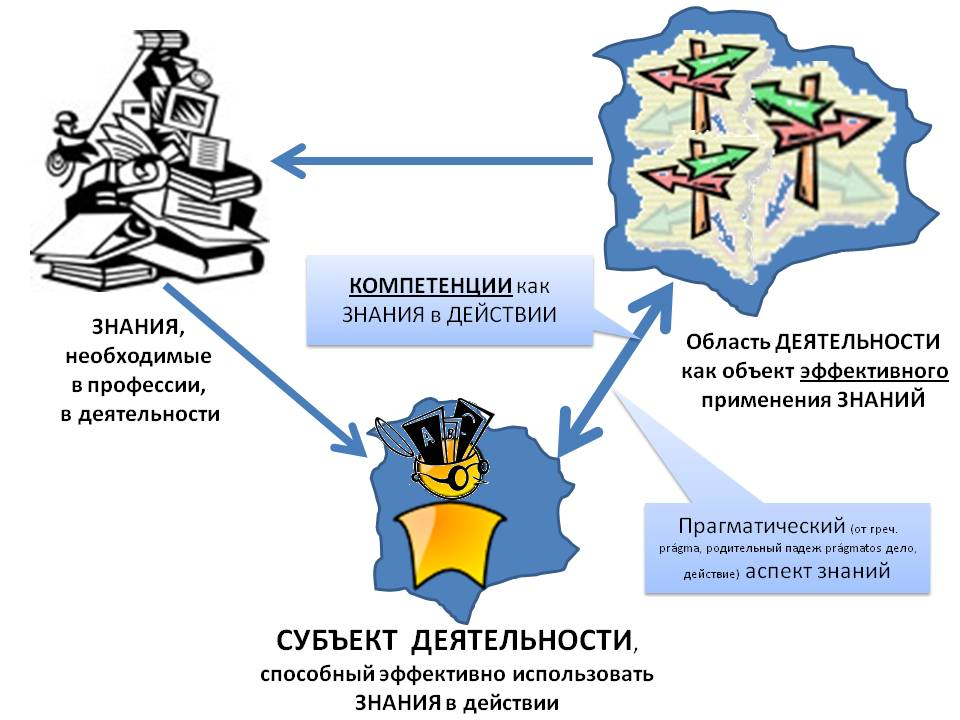 КОМПЕТЕНЦИИ как
ЗНАНИЯ в ДЕЙСТВИИ
ЗНАНИЯ,
необходимые
в профессии,
в деятельности
Область ДЕЯТЕЛЬНОСТИ
как объект эффективного
применения ЗНАНИЙ
A B C
Прагматический (от греч.
prágma, родительный падеж prágmatos дело,
действие) аспект знаний
СУБЪЕКТ ДЕЯТЕЛЬНОСТИ,
способный эффективно использовать
ЗНАНИЯ в действии